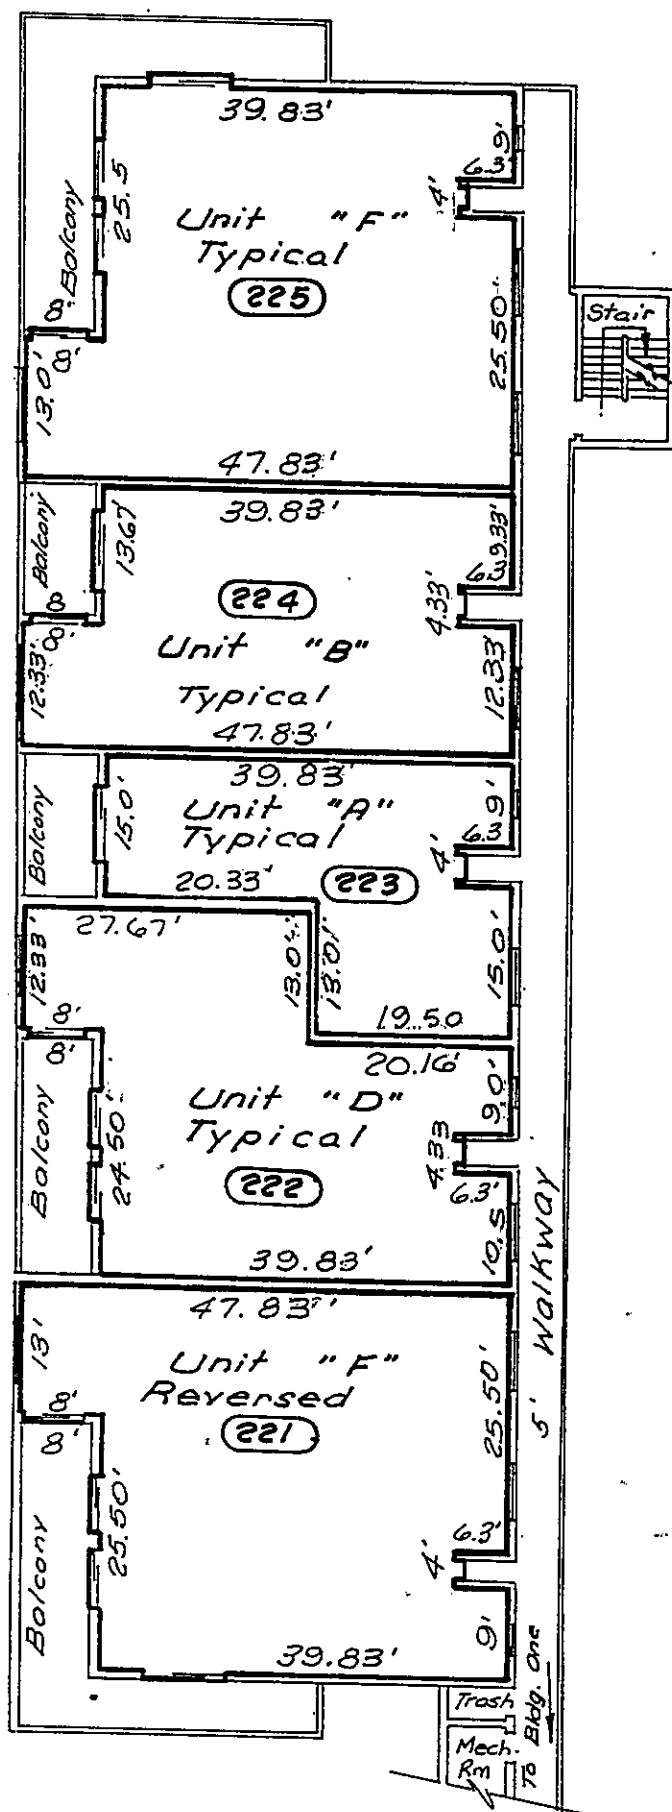 39.83'
9'
6.3'
4'
25.5
Balcony
Unit "F"
Typical
225
8'
8'
13.0'
25.50'
Stair
47.83'
39.83'
Balcony
13.67'
9.33'
224
6.3
4.33'
8
8'
Unit "B"
12.33'
12.33'
Typical
47.83'
39.83'
Balcony
15.0'
Unit "A"
Typical
9'
6.3
4'
20.33'
223
27.67'
12.33'
13.0'
13.0'
15.0'
19.50
8'
8'
20.16'
Balcony
24.50'
Unit "D"
Typical
9.0'
4.33
222
6.3'
10.5
39.83'
5' Walkway
47.83'
13'
Unit "F"
Reversed
221
8'
8'
25.50'
Balcony
25.50'
6.3'
4'
9'
39.83'
Trash
Mech.
Rm
To Bldg. One